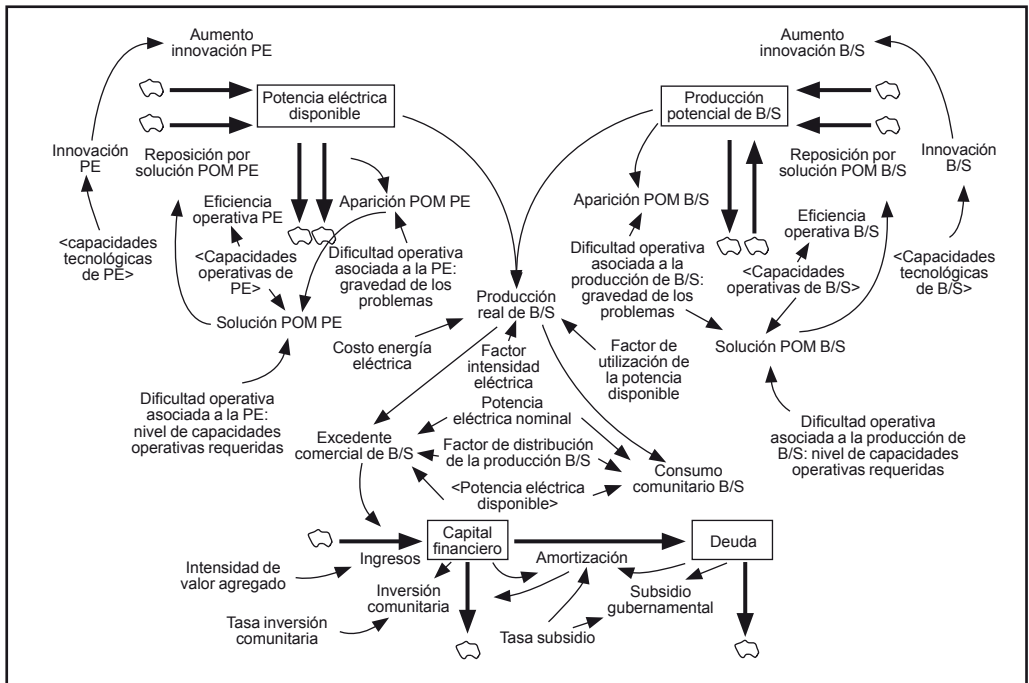 Aumento
innovación PE
Aumento
innovación B/S
Potencia eléctrica
disponible
Producción
potencial de B/S
Innovación
PE
Reposición por
solución POM PE
Reposición por
solución POM B/S
Innovación
B/S
Eficiencia
operativa PE
Aparición POM PE
Aparición POM B/S
Eficiencia
operativa B/S
<capacidades
tecnológicas
de PE>
<Capacidades
operativas de
PE>
Dificultad operativa
asociada a la PE:
gravedad de los
problemas
Dificultad operativa
asociada a la
producción de B/S:
gravedad de los
problemas
<Capacidades
operativas de B/S>
<Capacidades
tecnológicas
de B/S>
Solución POM PE
Producción
real de B/S
Solución POM B/S
Costo energía
eléctrica
Factor
intensidad
eléctrica
Factor de
utilización de
la potencia
disponible
Dificultad operativa
asociada a la PE:
nivel de capacidades
operativas requeridas
Potencia
eléctrica nominal
Dificultad operativa
asociada a la producción de
B/S: nivel de capacidades
operativas requeridas
Excedente
comercial de B/S
Factor de distribución
de la producción B/S
Consumo
comunitario B/S
<Potencia eléctrica
disponible>
Capital
financiero
Deuda
Ingresos
Amortización
Intensidad de
valor agregado
Inversión
comunitaria
Subsidio
gubernamental
Tasa inversión
comunitaria
Tasa subsidio